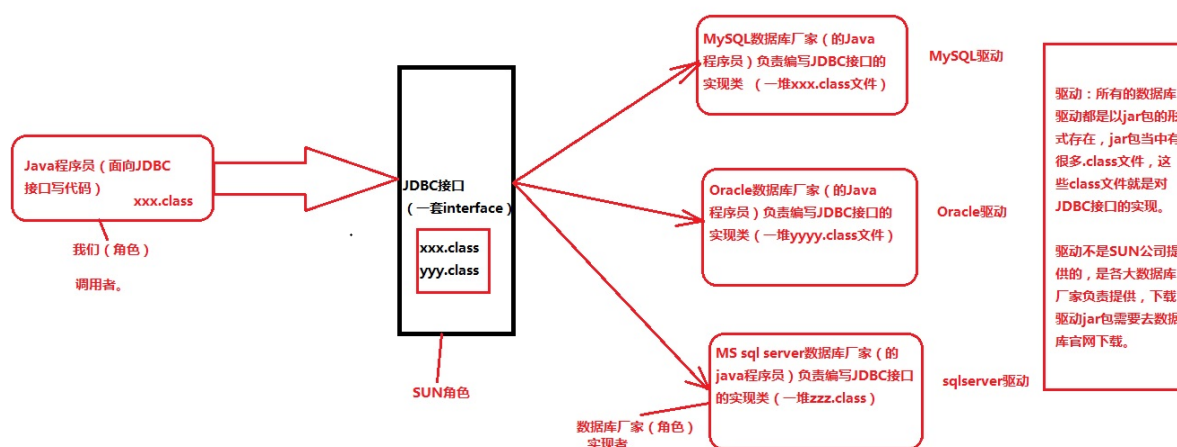 Java程序员（面向JDBC
接口写代码）
xxx.class
我们（角色）
调用者。
JDBC接口
（一套interface）
xxx.class
yyy.class
SUN角色
MySQL数据库厂家（的Java
程序员）负责编写JDBC接口的
实现类 （一堆xxx.class文件）
MySQL驱动
Oracle数据库厂家（的Java
程序员）负责编写JDBC接口的
实现类（一堆yyyy.class文件）
Oracle驱动
MS sql server数据库厂家（的
java程序员）负责编写JDBC接口
的实现类（一堆zzz.class）
sqlserver驱动
数据库厂家（角色）
实现者
驱动：所有的数据库
驱动都是以jar包的形
式存在，jar包当中有
很多.class文件，这
些class文件就是对
JDBC接口的实现。
驱动不是SUN公司提
供的，是各大数据库
厂家负责提供，下载
驱动jar包需要去数据
库官网下载。